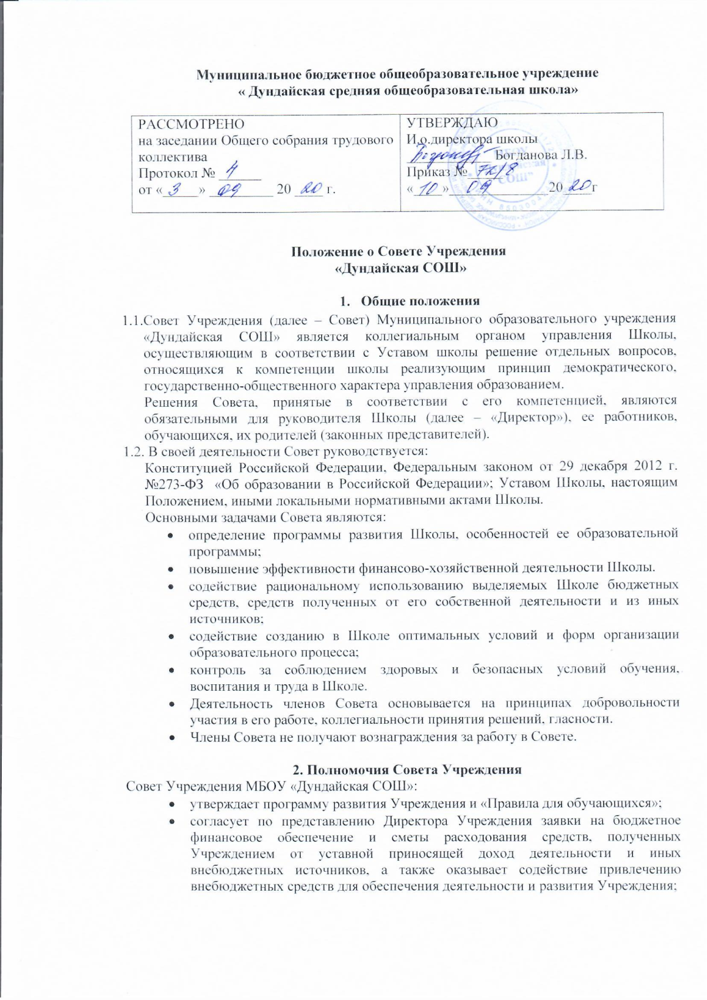 Муниципальное бюджетное общеобразовательное учреждение
« Дундайская средняя общеобразовательная школа»
РАССМОТРЕНО
на заседании Общего собрания трудового
коллектива
Протокол № 4
от « 3 » 09 20 20 г.
УТВЕРЖДАЮ
И.о.директора школы
Богданова Л.В.
Приказ №
« 10 » 09 20 20 г
МБОУ
СОШ"
Положение о Совете Учреждения
«Дундайская СОШ»
1. Общие положения
1.1.Совет Учреждения (далее – Совет) Муниципального образовательного учреждения
«Дундайская СОШ» является коллегиальным органом управления Школы,
осуществляющим в соответствии с Уставом школы решение отдельных вопросов,
относящихся к компетенции школы реализующим принцип демократического,
государственно-общественного характера управления образованием.
Решения Совета, принятые в соответствии с его компетенцией, являются
обязательными для руководителя Школы (далее – «Директор»), ее работников,
обучающихся, их родителей (законных представителей).
1.2. В своей деятельности Совет руководствуется:
Конституцией Российской Федерации, Федеральным законом от 29 декабря 2012 г.
№273-ФЗ «Об образовании в Российской Федерации»; Уставом Школы, настоящим
Положением, иными локальными нормативными актами Школы.
Основными задачами Совета являются:
• определение программы развития Школы, особенностей ее образовательной
программы;
• повышение эффективности финансово-хозяйственной деятельности Школы.
• содействие рациональному использованию выделяемых Школе бюджетных
средств, средств полученных от его собственной деятельности и из иных
источников;
• содействие созданию в Школе оптимальных условий и форм организации
образовательного процесса;
• контроль за соблюдением здоровых и безопасных условий обучения,
воспитания и труда в Школе.
• Деятельность членов Совета основывается на принципах добровольности
участия в его работе, коллегиальности принятия решений, гласности.
• Члены Совета не получают вознаграждения за работу в Совете.
2. Полномочия Совета Учреждения
Совет Учреждения МБОУ «Дундайская СОШ»:
• утверждает программу развития Учреждения и «Правила для обучающихся»;
• согласует по представлению Директора Учреждения заявки на бюджетное
финансовое обеспечение и сметы расходования средств, полученных
Учреждением от уставной приносящей доход деятельности и иных
внебюджетных источников, а также оказывает содействие привлечению
внебюджетных средств для обеспечения деятельности и развития Учреждения;